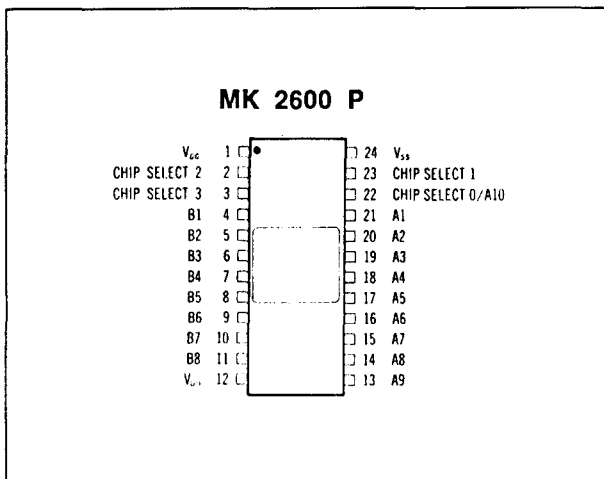 MK 2600 P
VGG 1 24 VSS
CHIP SELECT 2 2 23 CHIP SELECT 1
CHIP SELECT 3 3 22 CHIP SELECT 0/A10
B1 4 21 A1
B2 5 20 A2
B3 6 19 A3
B4 7 18 A4
B5 8 17 A5
B6 9 16 A6
B7 10 15 A7
B8 11 14 A8
12 13 A9